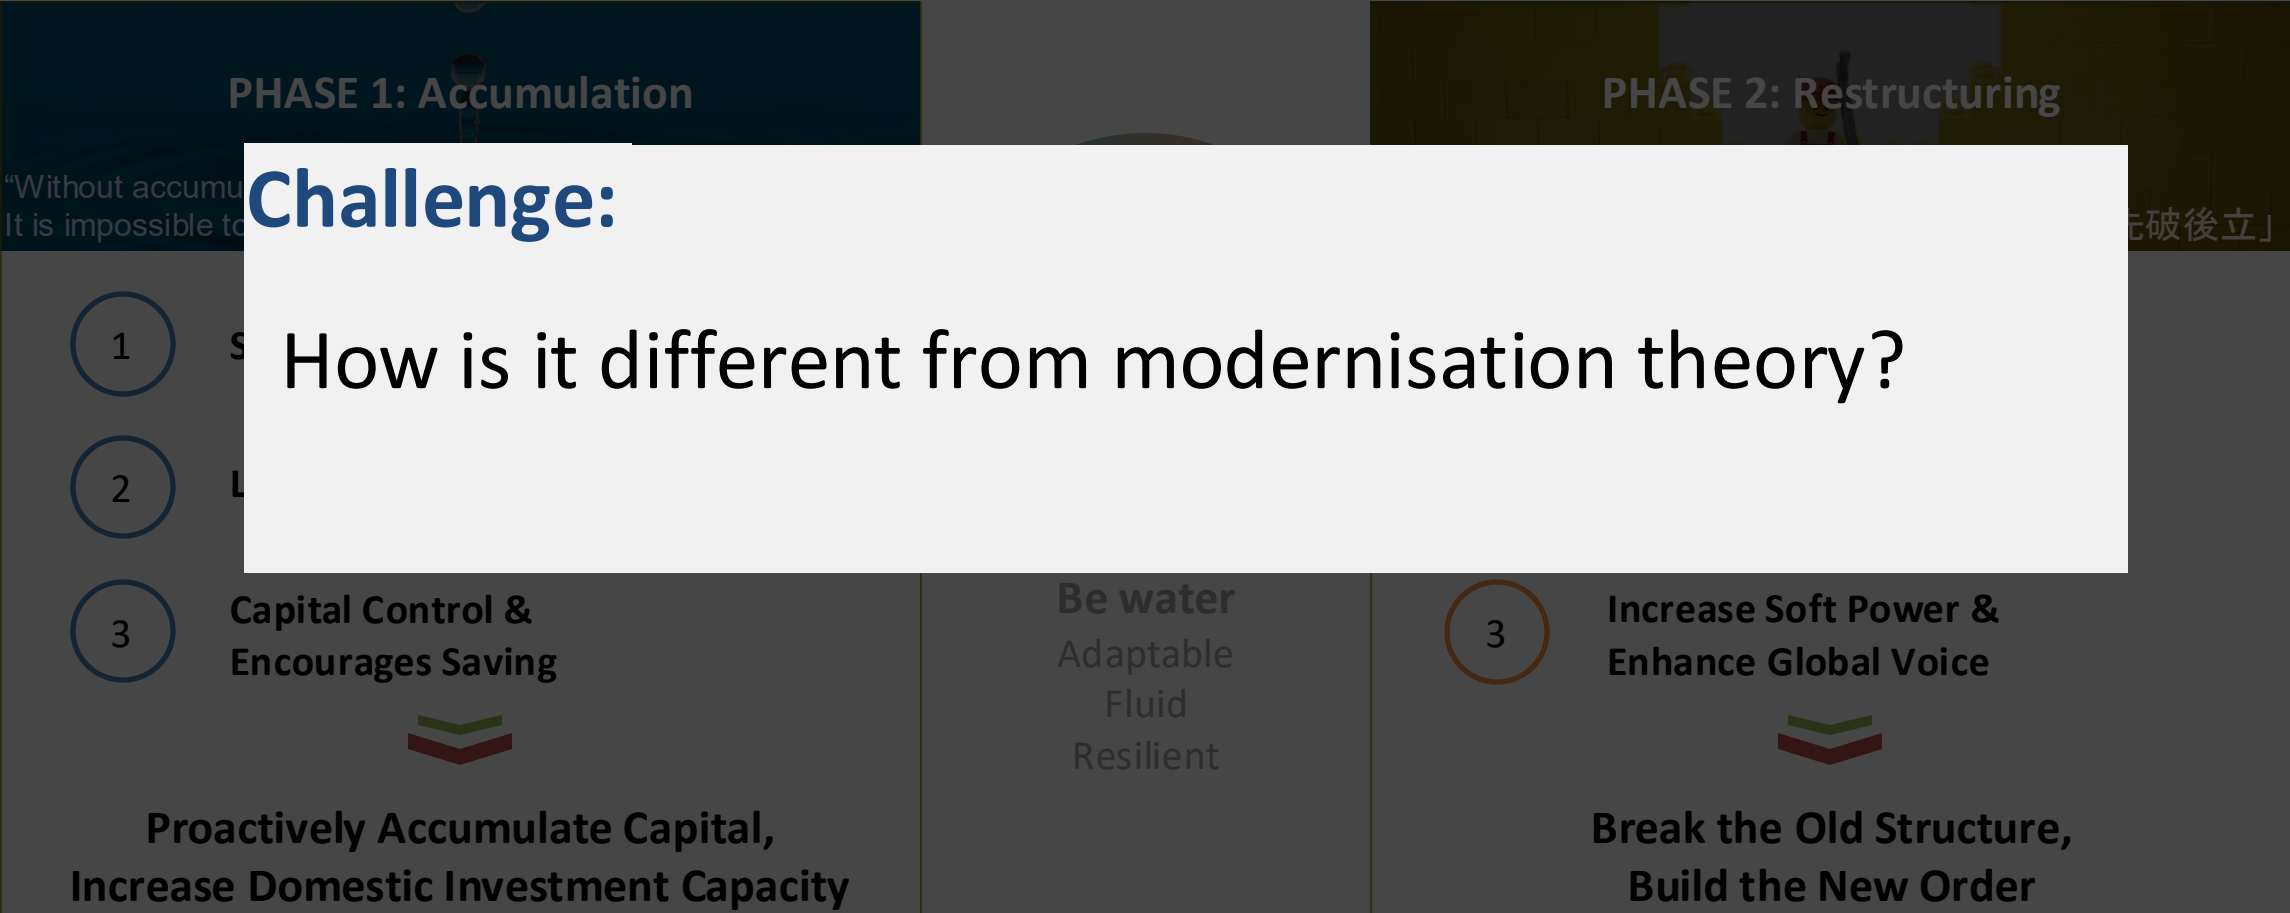 PHASE 1: Accumulation
“Without accumu
It is impossible to
1
S
2
L
3
Capital Control &
Encourages Saving
Proactively Accumulate Capital,
Increase Domestic Investment Capacity
Challenge:
How is it different from modernisation theory?
Be water
Adaptable
Fluid
Resilient
PHASE 2: Restructuring
破後立」
3
Increase Soft Power &
Enhance Global Voice
Break the Old Structure,
Build the New Order